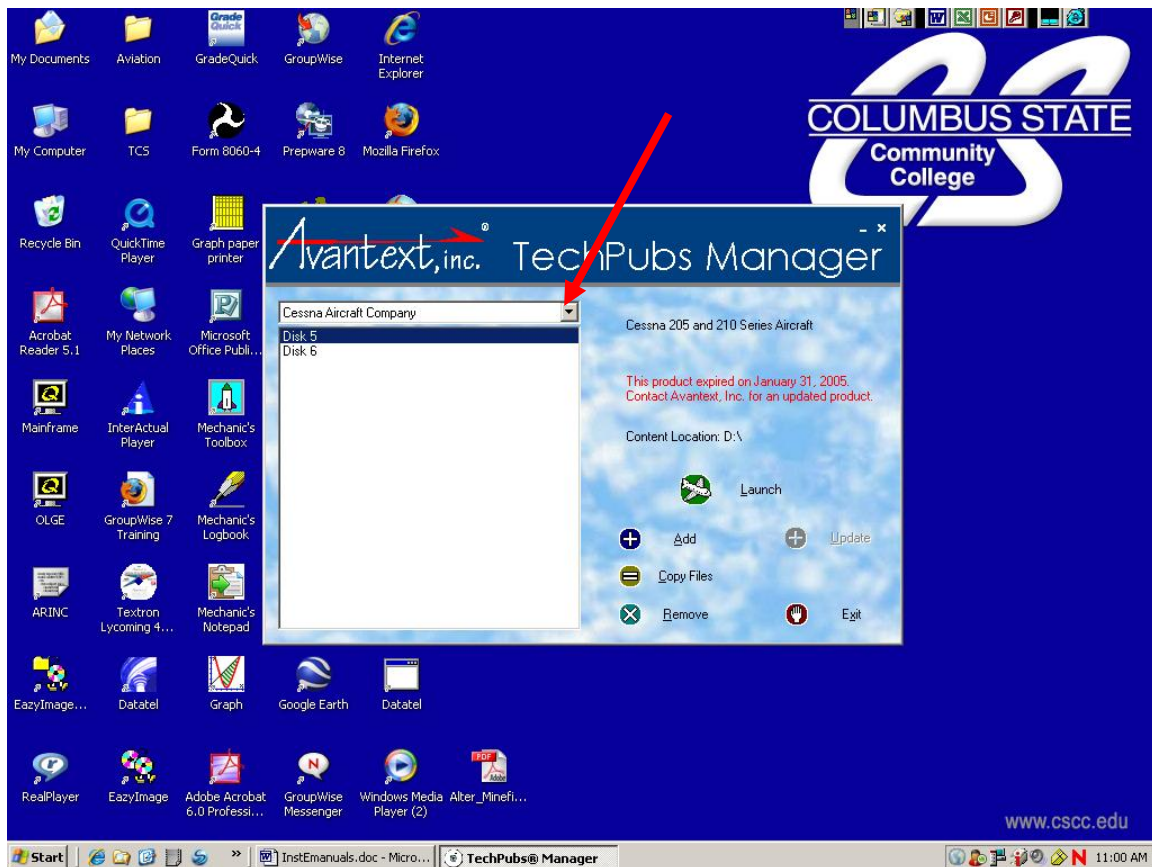 My Documents
Aviation
Grade
Quick
GradeQuick
GroupWise
Internet
Explorer
My Computer
TCS
Form 8060-4
Prepware 8
Mozilla Firefox
COLUMBUS STATE
Community
College
Recycle Bin
QuickTime
Player
Graph paper
printer
Avantext, inc.®
TechPubs Manager
Acrobat
Reader 5.1
My Network
Places
Microsoft
Office Publi...
Cessna Aircraft Company
Disk 5
Disk 6
Cessna 205 and 210 Series Aircraft
This product expired on January 31, 2005.
Contact Avantext, Inc. for an updated product.
Content Location: D:\
Launch
Add
Update
Copy Files
Remove
Exit
Mainframe
InterActual
Player
Mechanic's
Toolbox
OLGE
GroupWise 7
Training
Mechanic's
Logbook
ARINC
Textron
Lycoming 4...
Mechanic's
Notepad
EazyImage...
Datatel
Graph
Google Earth
Datatel
RealPlayer
EazyImage
Adobe Acrobat
6.0 Professi...
GroupWise
Messenger
Windows Media
Player (2)
PDF
Adobe
Alter_Minefi...
www.cscc.edu
Start
»
InstEmanuals.doc - Micro...
TechPubs® Manager
N
11:00 AM